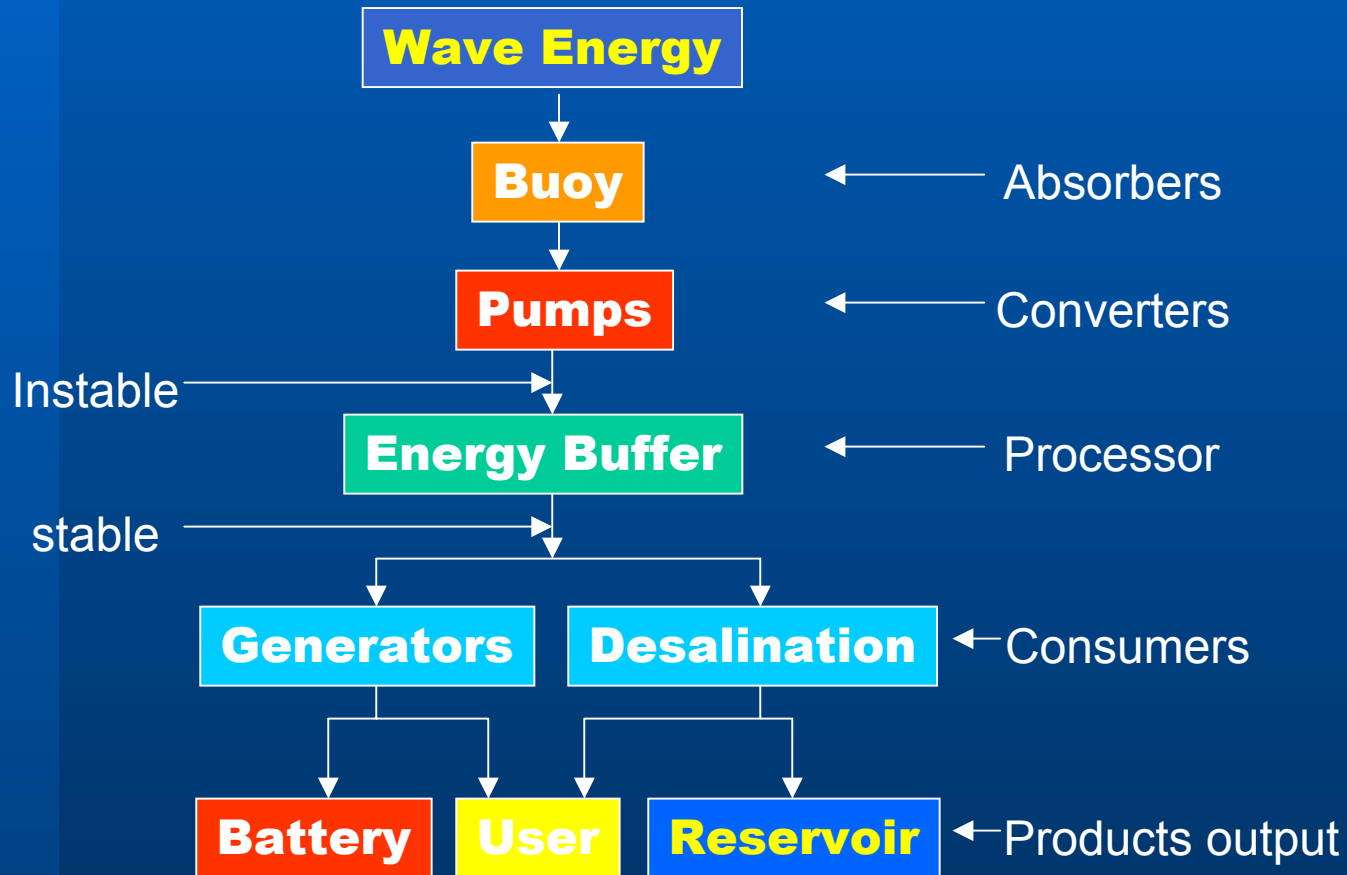 Wave Energy
Buoy
Absorbers
Pumps
Converters
Instable
Energy Buffer
Processor
stable
Generators
Desalination
Consumers
Battery
User
Reservoir
Products output